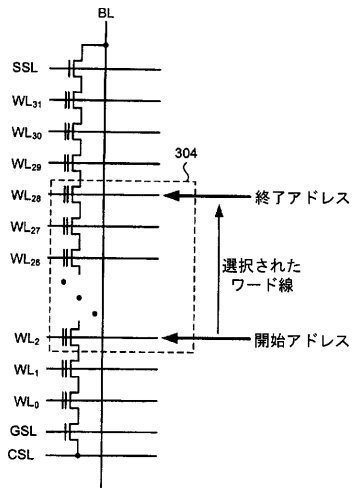 BL
SSL
WL31
WL30
WL29
304
WL28
終了アドレス
WL27
WL26
選択された
ワード線
WL2
開始アドレス
WL1
WL0
GSL
CSL